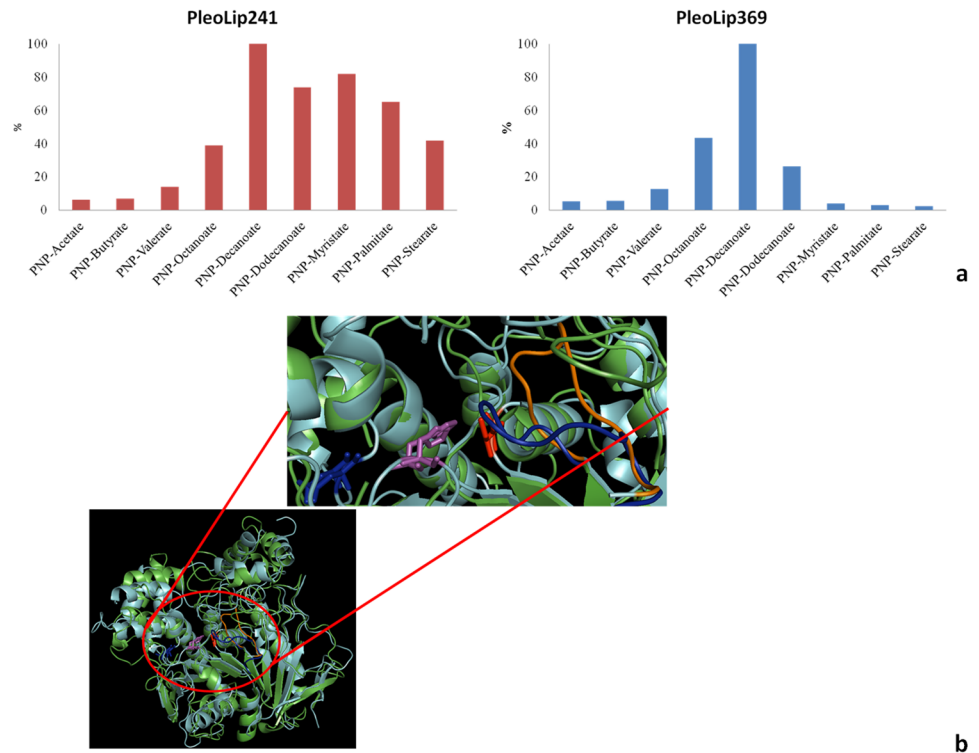 PleoLip241
100
80
60
40
20
0
%
PNP-Acetate
PNP-Butyrate
PNP-Valerate
PNP-Octanoate
PNP-Decanoate
PNP-Dodecanoate
PNP-Myristate
PNP-Palmitate
PNP-Stearate
PleoLip369
100
80
60
40
20
0
%
PNP-Acetate
PNP-Butyrate
PNP-Valerate
PNP-Octanoate
PNP-Decanoate
PNP-Dodecanoate
PNP-Myristate
PNP-Palmitate
PNP-Stearate
a
b